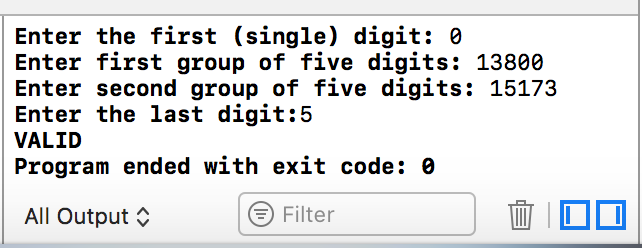 Enter the first (single) digit: 0
Enter first group of five digits: 13800
Enter second group of five digits: 15173
Enter the last digit:5
VALID
Program ended with exit code: 0
All Output
Filter